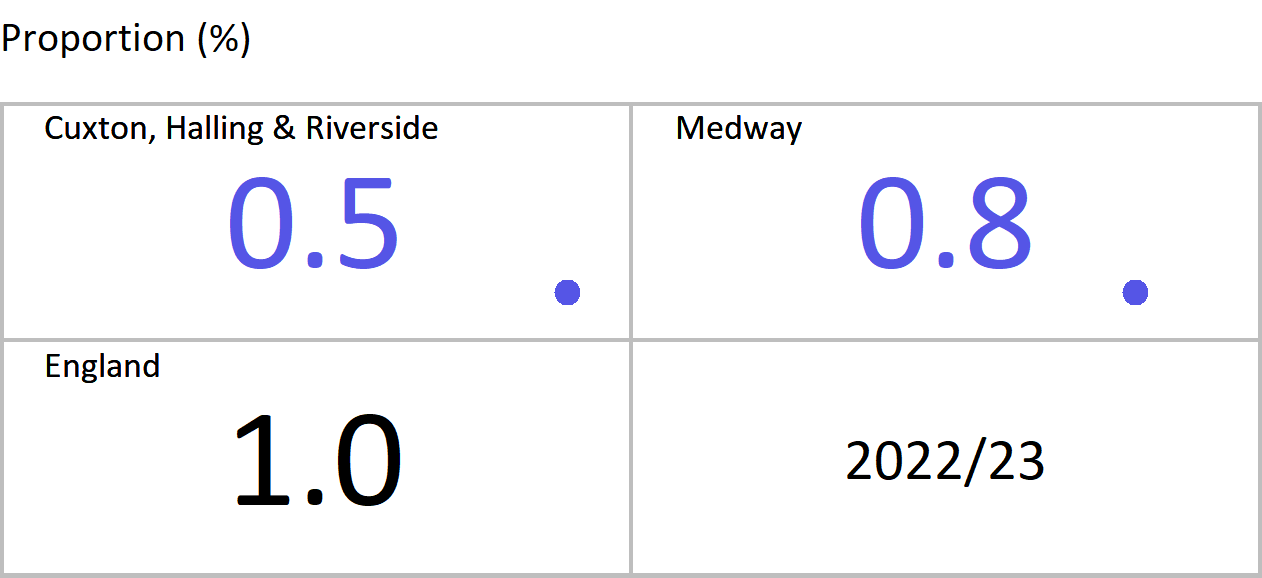 Proportion (%)
Cuxton, Halling & Riverside
0.5
Medway
0.8
England
1.0
2022/23